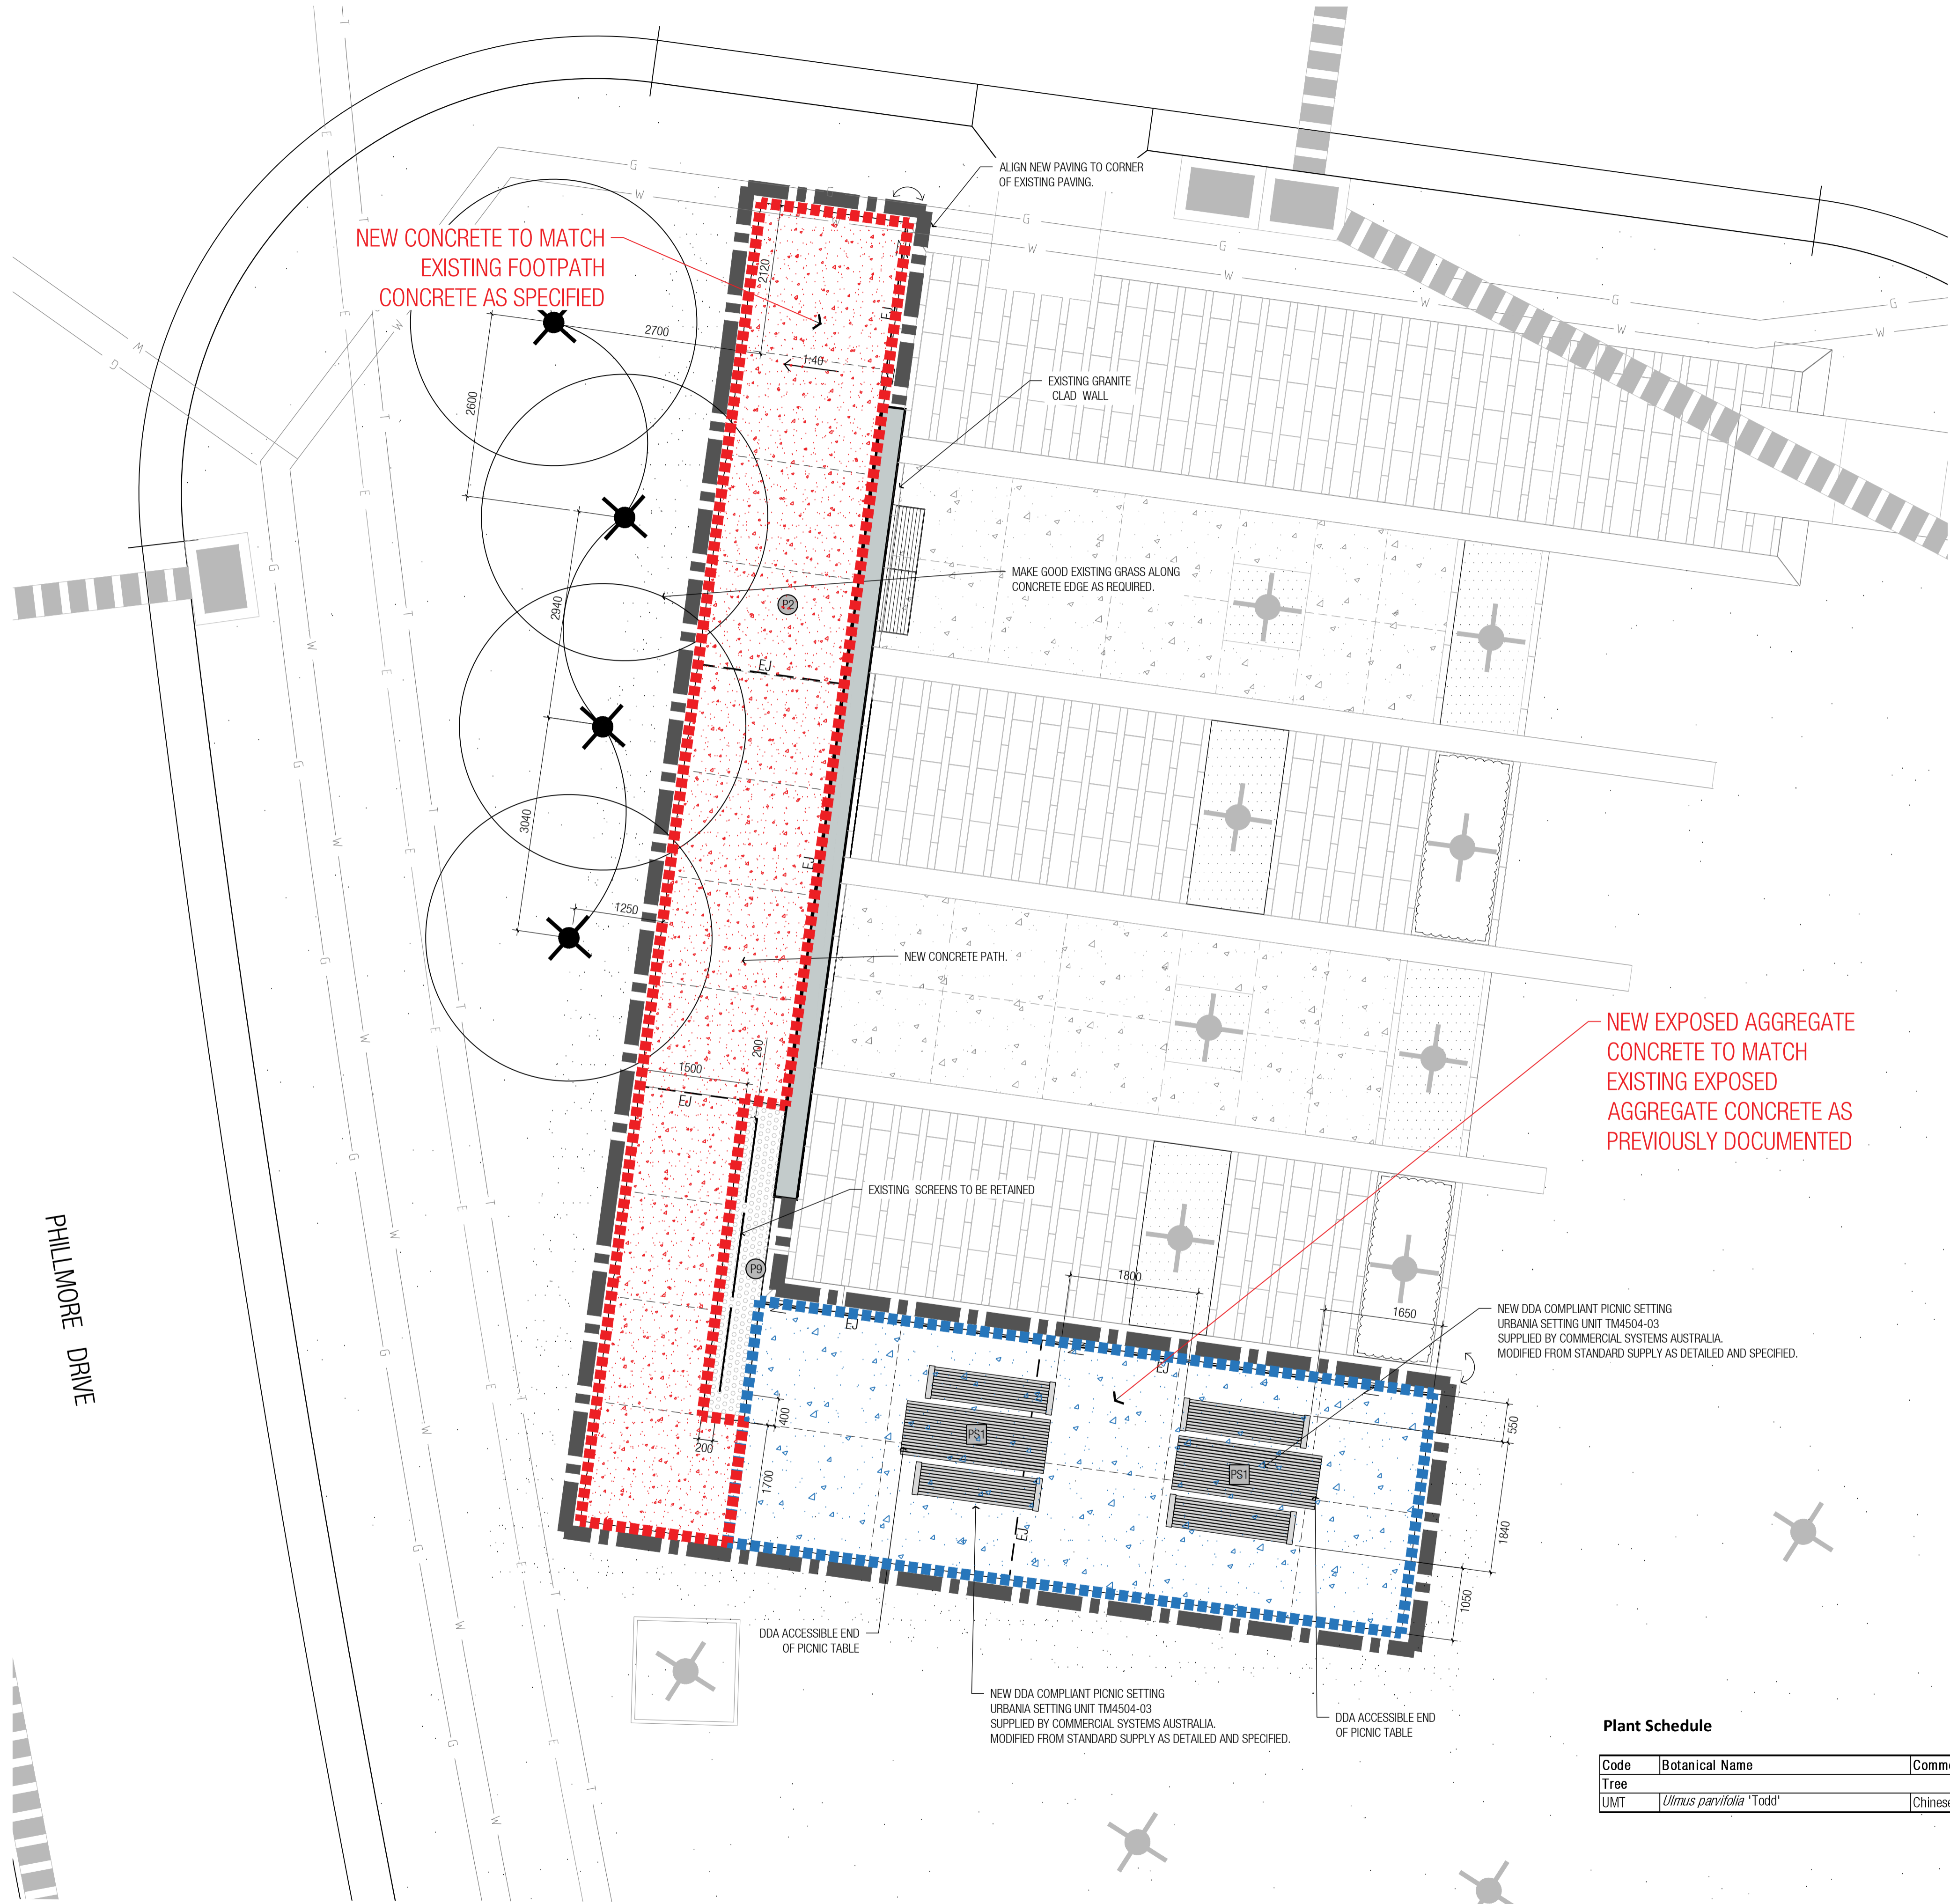 ALIGN NEW PAVING TO CORNER
OF EXISTING PAVING.
NEW CONCRETE TO MATCH
EXISTING FOOTPATH
CONCRETE AS SPECIFIED
2120
2700
1:40
EJ
2600
EXISTING GRANITE
CLAD WALL
MAKE GOOD EXISTING GRASS ALONG
CONCRETE EDGE AS REQUIRED.
P2
2940
EJ
3040
EJ
1250
NEW CONCRETE PATH.
NEW EXPOSED AGGREGATE
CONCRETE TO MATCH
EXISTING EXPOSED
AGGREGATE CONCRETE AS
PREVIOUSLY DOCUMENTED
200
1500
EJ
EXISTING SCREENS TO BE RETAINED
PHILLMORE DRIVE
P9
1800
1650
NEW DDA COMPLIANT PICNIC SETTING
URBANIA SETTING UNIT TM4504-03
SUPPLIED BY COMMERCIAL SYSTEMS AUSTRALIA.
MODIFIED FROM STANDARD SUPPLY AS DETAILED AND SPECIFIED.
EJ
EJ
400
200
1700
PS1
PS1
550
1840
EJ
1050
DDA ACCESSIBLE END
OF PICNIC TABLE
NEW DDA COMPLIANT PICNIC SETTING
URBANIA SETTING UNIT TM4504-03
SUPPLIED BY COMMERCIAL SYSTEMS AUSTRALIA.
MODIFIED FROM STANDARD SUPPLY AS DETAILED AND SPECIFIED.
DDA ACCESSIBLE END
OF PICNIC TABLE
Plant Schedule
Code Botanical Name Comm
Tree
UMT Ulmus parvifolia 'Todd' Chinese